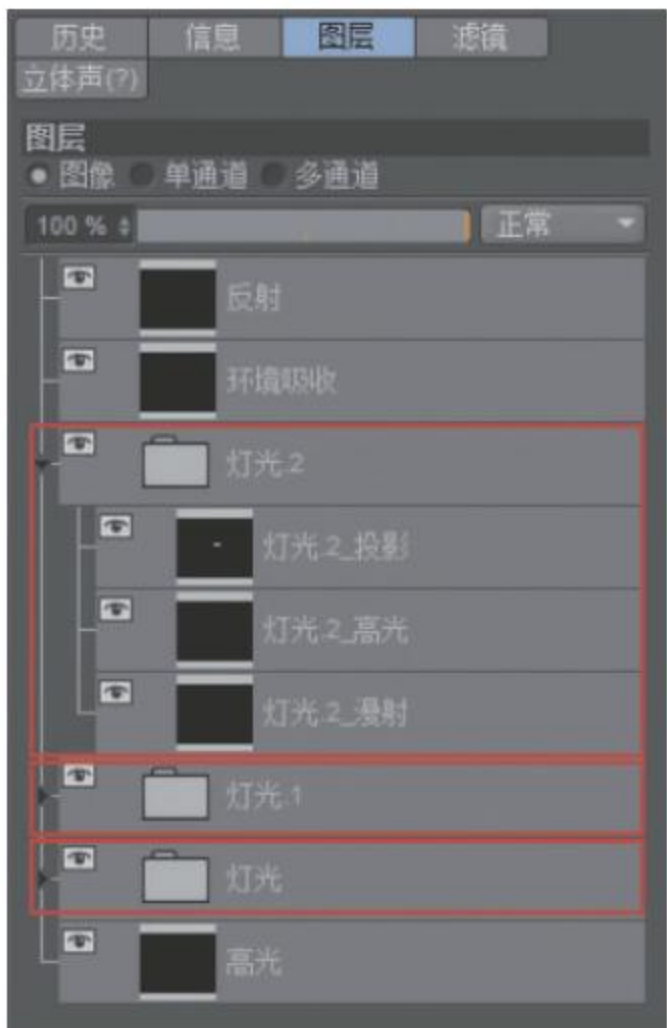 历史 信息 图层 滤镜
立体声(?)
图层
图像 单通道 多通道
100 % 正常
反射
环境吸收
灯光.2
灯光.2_投影
灯光.2_高光
灯光.2_漫射
灯光.1
灯光
高光